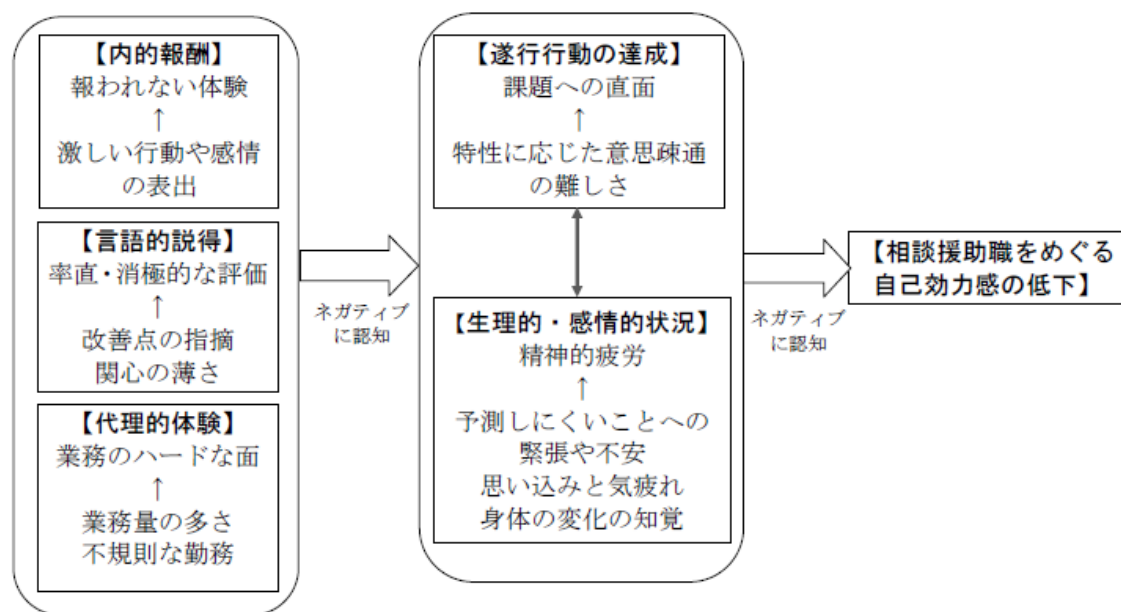 【内的報酬】
報われない体験
↑
激しい行動や感情
の表出
【言語的説得】
率直・消極的な評価
↑
改善点の指摘
関心の薄さ
【代理的体験】
業務のハードな面
↑
業務量の多さ
不規則な勤務
ネガティブ
に認知
【遂行行動の達成】
課題への直面
↑
特性に応じた意思疎通
の難しさ
【生理的・感情的状況】
精神的疲労
↑
予測しにくいことへの
緊張や不安
思い込みと気疲れ
身体の変化の知覚
ネガティブ
に認知
【相談援助職をめぐる
自己効力感の低下】